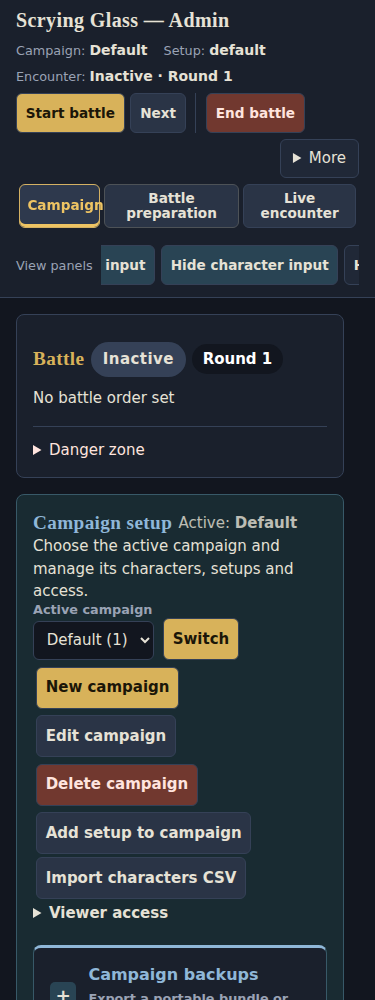 Scrying Glass — Admin
Campaign: Default Setup: default
Encounter: Inactive · Round 1
Start battle Next End battle
More
Campaign Battle preparation Live encounter
View panels input Hide character input
Battle Inactive Round 1
No battle order set
Danger zone
Campaign setup Active: Default
Choose the active campaign and
manage its characters, setups and
access.
Active campaign
Default (1) Switch
New campaign
Edit campaign
Delete campaign
Add setup to campaign
Import characters CSV
Viewer access
Campaign backups
+ Export a portable bundle or